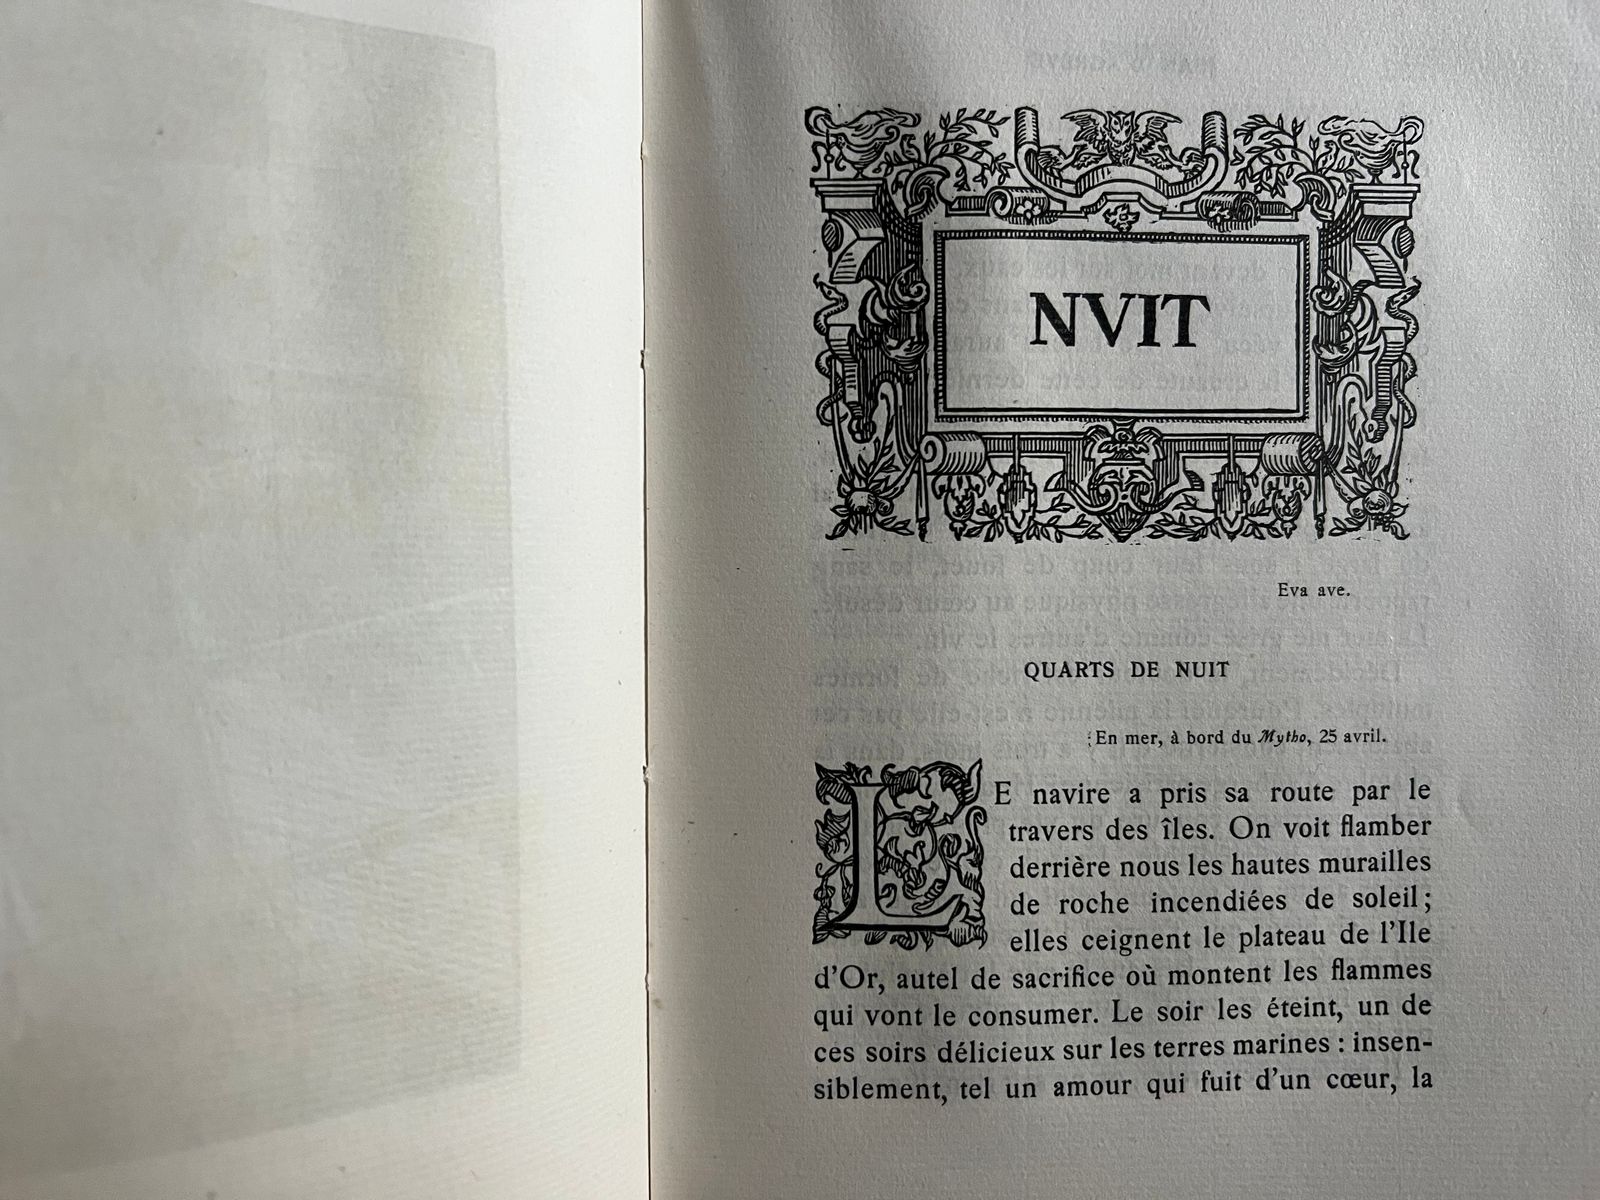 NVIT
Eva ave.
QUARTS DE NUIT
En mer, à bord du Mytho, 25 avril.
LE navire a pris sa route par le
travers des îles. On voit flamber
derrière nous les hautes murailles
de roche incendiées de soleil;
elles ceignent le plateau de l'Ile
d'Or, autel de sacrifice où montent les flammes
qui vont le consumer. Le soir les éteint, un de
ces soirs délicieux sur les terres marines : insen-
siblement, tel un amour qui fuit d'un cœur, la